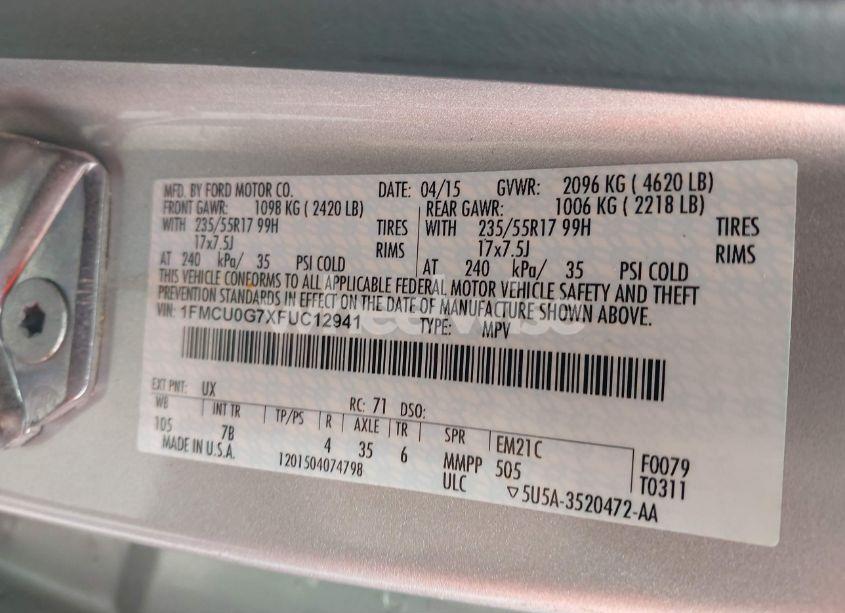 MFD. BY FORD MOTOR CO. DATE: 04/15 GVWR: 2096 KG ( 4620 LB)
FRONT GAWR: 1098 KG ( 2420 LB) REAR GAWR: 1006 KG ( 2218 LB)
WITH 235/55R17 99H TIRES WITH 235/55R17 99H TIRES
17x7.5J RIMS 17x7.5J RIMS
AT 240 kPa/ 35 PSI COLD AT 240 kPa/ 35 PSI COLD
THIS VEHICLE CONFORMS TO ALL APPLICABLE FEDERAL MOTOR VEHICLE SAFETY AND THEFT
PREVENTION STANDARDS IN EFFECT ON THE DATE OF MANUFACTURE SHOWN ABOVE.
VIN: 1FMCU0G7XFUC12941 TYPE: MPV
EXT PNT: UX RC: 71 DSO:
WB INT TR TP/PS R AXLE TR SPR EM21C F0079
105 7B 4 35 6 MMPP 505 T0311
MADE IN U.S.A. 1201504074798 ULC ▽5U5A-3520472-AA